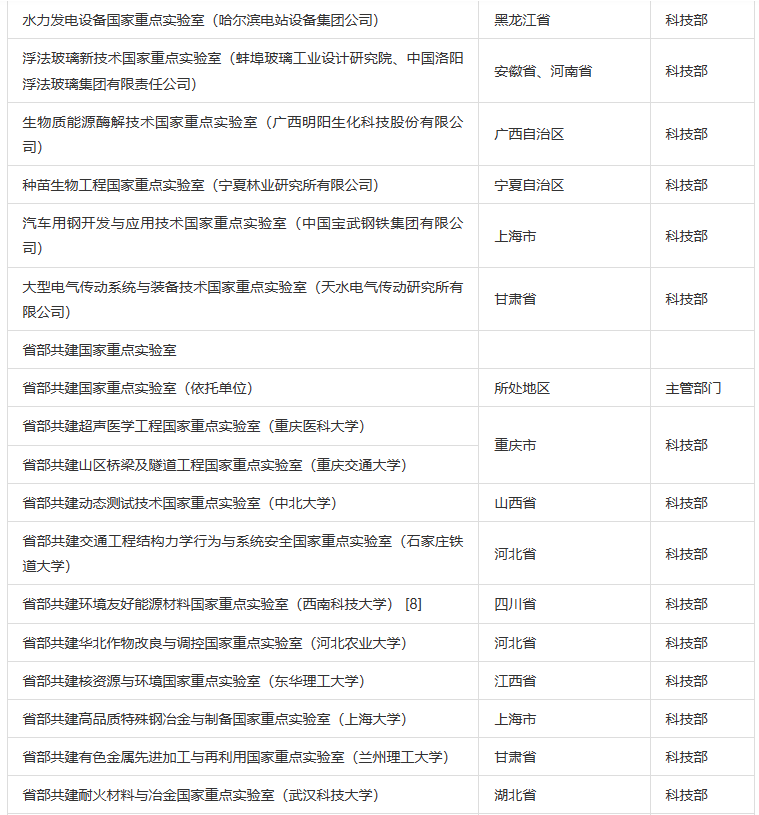 水力发电设备国家重点实验室（哈尔滨电站设备集团公司） 黑龙江省 科技部
浮法玻璃新技术国家重点实验室（蚌埠玻璃工业设计研究院、中国洛阳
浮法玻璃集团有限责任公司） 安徽省、河南省 科技部
生物质能源酶解技术国家重点实验室（广西明阳生化科技股份有限公
司） 广西自治区 科技部
种苗生物工程国家重点实验室（宁夏林业研究所有限公司） 宁夏自治区 科技部
汽车用钢开发与应用技术国家重点实验室（中国宝武钢铁集团有限公
司） 上海市 科技部
大型电气传动系统与装备技术国家重点实验室（天水电气传动研究所有
限公司） 甘肃省 科技部
省部共建国家重点实验室
省部共建国家重点实验室（依托单位） 所处地区 主管部门
省部共建超声医学工程国家重点实验室（重庆医科大学） 重庆市 科技部
省部共建山区桥梁及隧道工程国家重点实验室（重庆交通大学）
省部共建动态测试技术国家重点实验室（中北大学） 山西省 科技部
省部共建交通工程结构力学行为与系统安全国家重点实验室（石家庄铁
道大学） 河北省 科技部
省部共建环境友好能源材料国家重点实验室（西南科技大学） [8] 四川省 科技部
省部共建华北作物改良与调控国家重点实验室（河北农业大学） 河北省 科技部
省部共建核资源与环境国家重点实验室（东华理工大学） 江西省 科技部
省部共建高品质特殊钢冶金与制备国家重点实验室（上海大学） 上海市 科技部
省部共建有色金属先进加工与再利用国家重点实验室（兰州理工大学） 甘肃省 科技部
省部共建耐火材料与冶金国家重点实验室（武汉科技大学） 湖北省 科技部